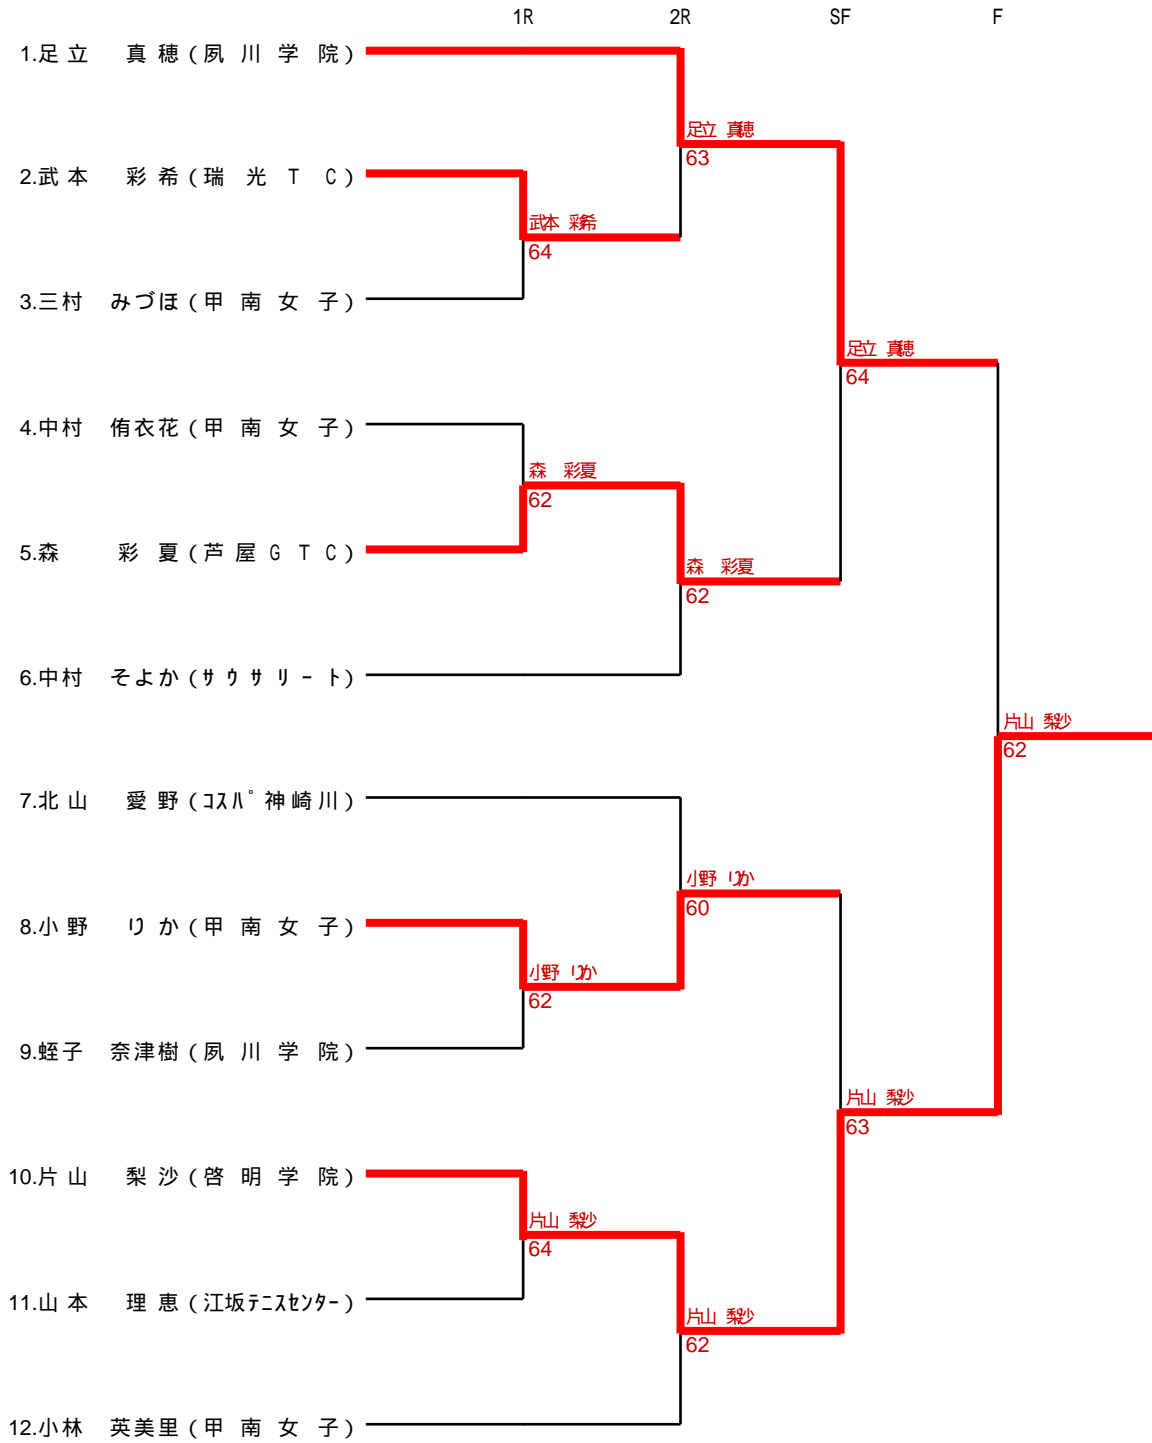 1R 2R SF F
1.足立 真穂(夙川学院)
足立 真穂
63
2.武本 彩希(瑞光TC)
武本 彩希
64
3.三村 みづほ(甲南女子)
足立 真穂
64
4.中村 侑衣花(甲南女子)
森 彩夏
62
5.森 彩夏(芦屋GTC)
森 彩夏
62
6.中村 そよか(サウサリート)
片山 梨沙
62
7.北山 愛野(コスパ神崎川)
小野 りか
60
8.小野 りか(甲南女子)
小野 りか
62
9.蛭子 奈津樹(夙川学院)
片山 梨沙
63
10.片山 梨沙(啓明学院)
片山 梨沙
64
11.山本 理恵(江坂テニスセンター)
片山 梨沙
62
12.小林 英美里(甲南女子)